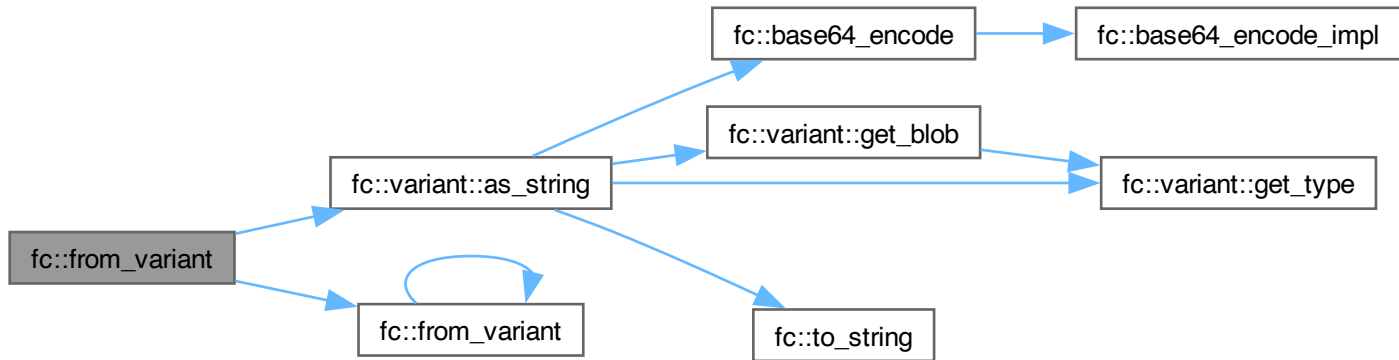 fc::base64_encode
fc::base64_encode_impl
fc::variant::get_blob
fc::variant::as_string
fc::variant::get_type
fc::from_variant
fc::from_variant
fc::to_string